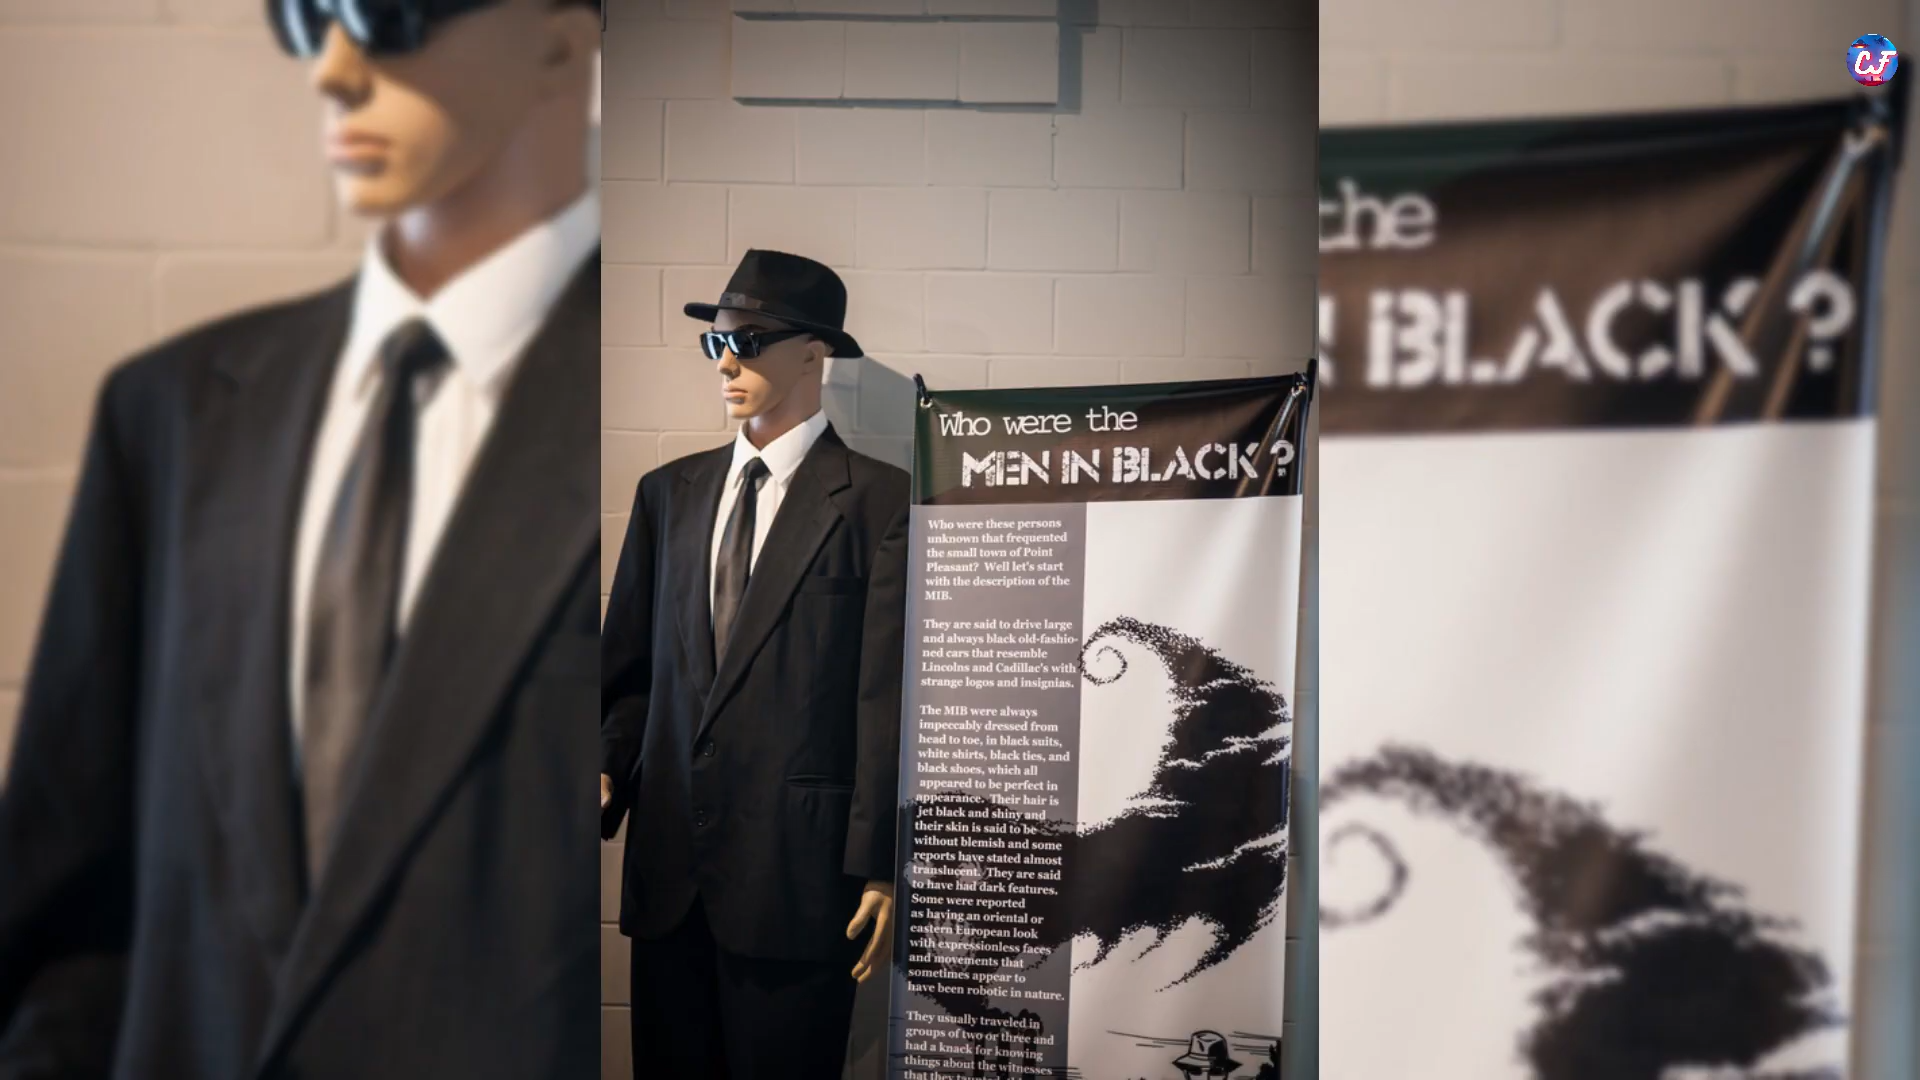 Who were the
MEN IN BLACK ?
Who were these persons
unknown that frequented
the small town of Point
Pleasant? Well let's start
with the description of the
MIB.
They are said to drive large
and always black old-fashio-
ned cars that resemble
Lincolns and Cadillac's with
strange logos and insignias.
The MIB were always
impeccably dressed from
head to toe, in black suits,
white shirts, black ties, and
black shoes, which all
appeared to be perfect in
appearance. Their hair is
jet black and shiny and
their skin is said to be
without blemish and some
reports have stated almost
translucent. They are said
to have had dark features.
Some were reported
as having an oriental or
eastern European look
with expressionless faces
and movements that
sometimes appear to
have been robotic in nature.
They usually traveled in
groups of two or three and
had a knack for knowing
things about the witnesses
that they
the
BLACK ?
CF